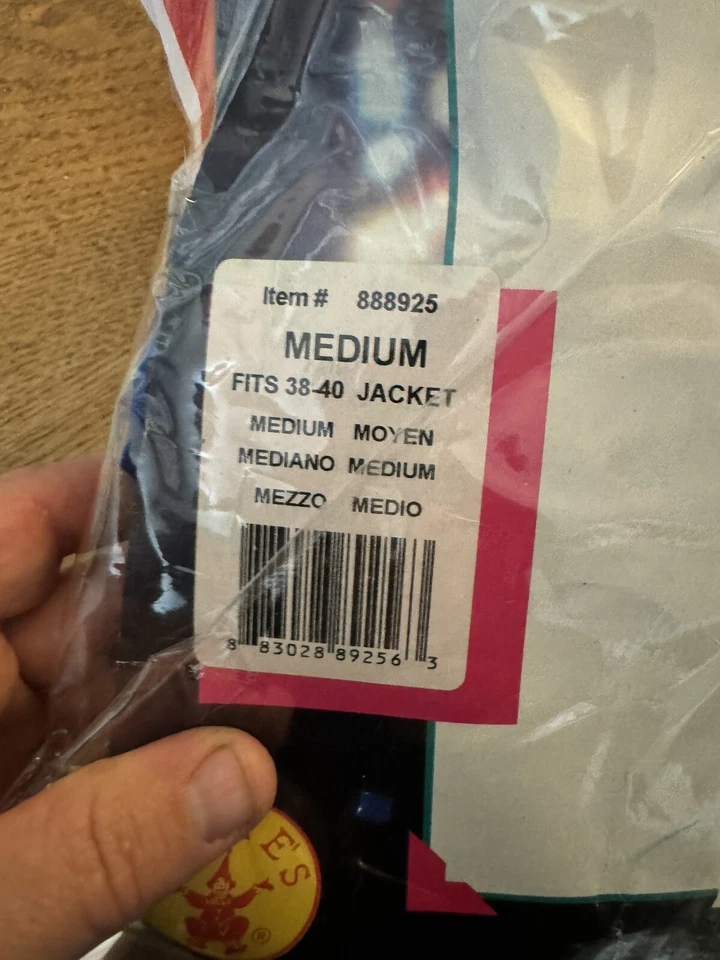 Item # 888925
MEDIUM
FITS 38-40 JACKET
MEDIUM MOYEN
MEDIANO MEDIUM
MEZZO MEDIO
8 83028 89256 3
E'S
®